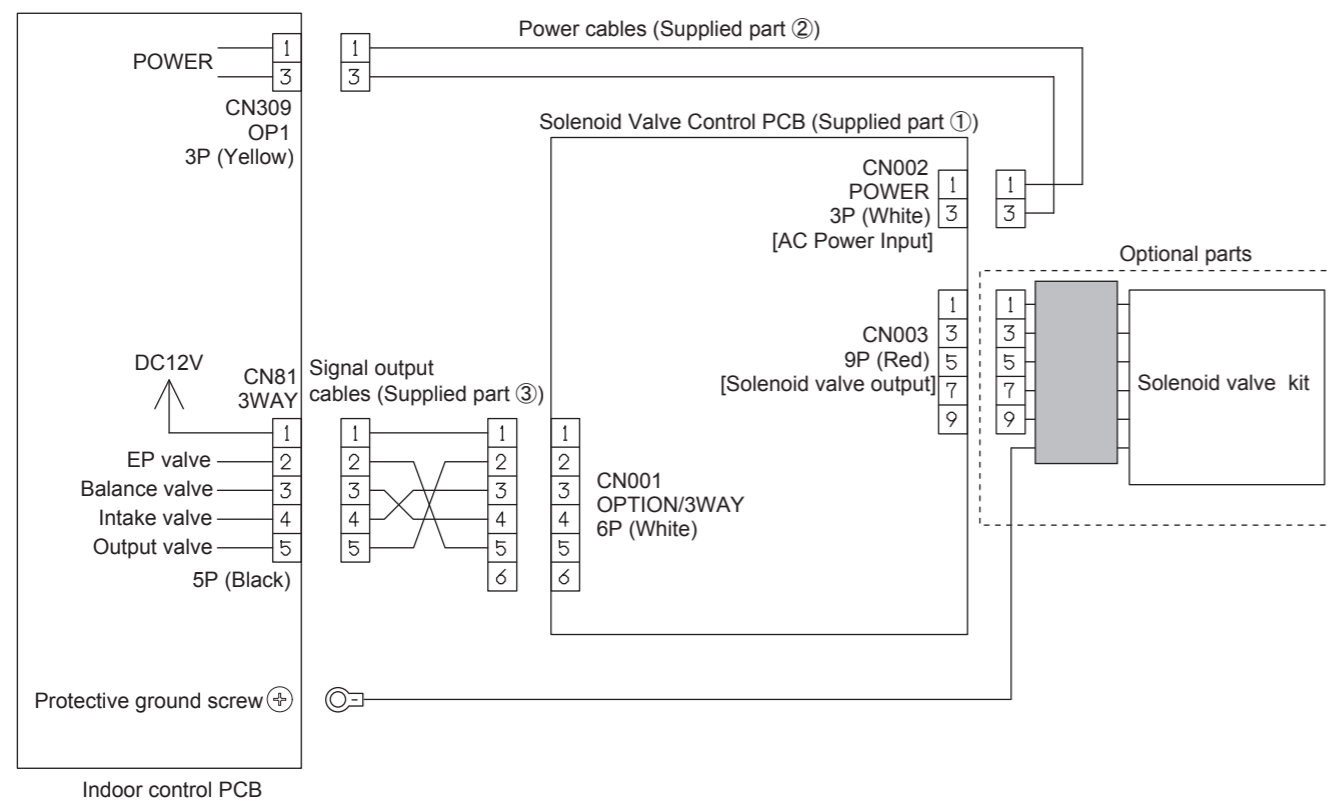 Power cables (Supplied part ②)
POWER
1
3
1
3
CN309
OP1
3P (Yellow)
Solenoid Valve Control PCB (Supplied part ①)
CN002
POWER
3P (White)
[AC Power Input]
1
3
1
3
Optional parts
CN003
9P (Red)
[Solenoid valve output]
1
3
5
7
9
1
3
5
7
9
Solenoid valve kit
DC12V
CN81
3WAY
Signal output
cables (Supplied part ③)
EP valve
Balance valve
Intake valve
Output valve
1
2
3
4
5
5P (Black)
1
2
3
4
5
1
2
3
4
5
6
1
2
3
4
5
6
CN001
OPTION/3WAY
6P (White)
Protective ground screw
Indoor control PCB